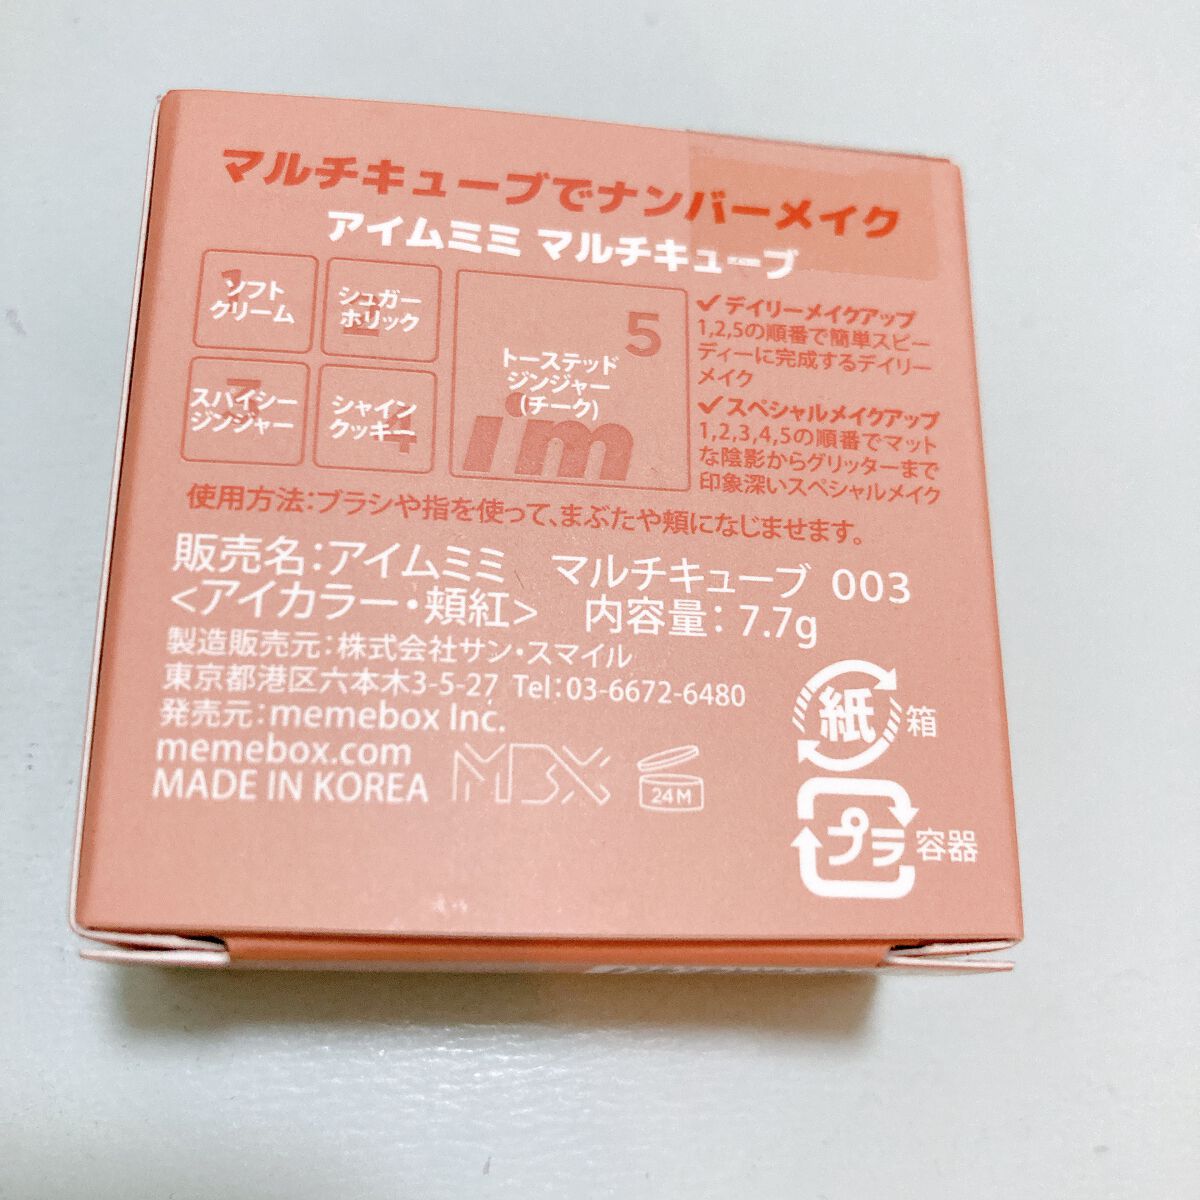 マルチキューブでナンバーメイク
アイムミミ マルチキューブ
1
ソフト
クリーム
2
シュガー
ホリック
3
スパイシー
ジンジャー
4
シャイン
クッキー
5
トーステッド
ジンジャー
(チーク)
i'm
✓デイリーメイクアップ
1,2,5の順番で簡単スピー
ディーに完成するデイリー
メイク
✓スペシャルメイクアップ
1,2,3,4,5の順番でマット
な陰影からグリッターまで
印象深いスペシャルメイク
使用方法:ブラシや指を使って、まぶたや頬になじませます。
販売名:アイムミミ　マルチキューブ 003
<アイカラー・頬紅>　内容量: 7.7g
製造販売元:株式会社サン・スマイル
東京都港区六本木3-5-27 Tel:03-6672-6480
発売元:memebox Inc.
memebox.com
MADE IN KOREA
MBX
24M
紙 箱
プラ 容器